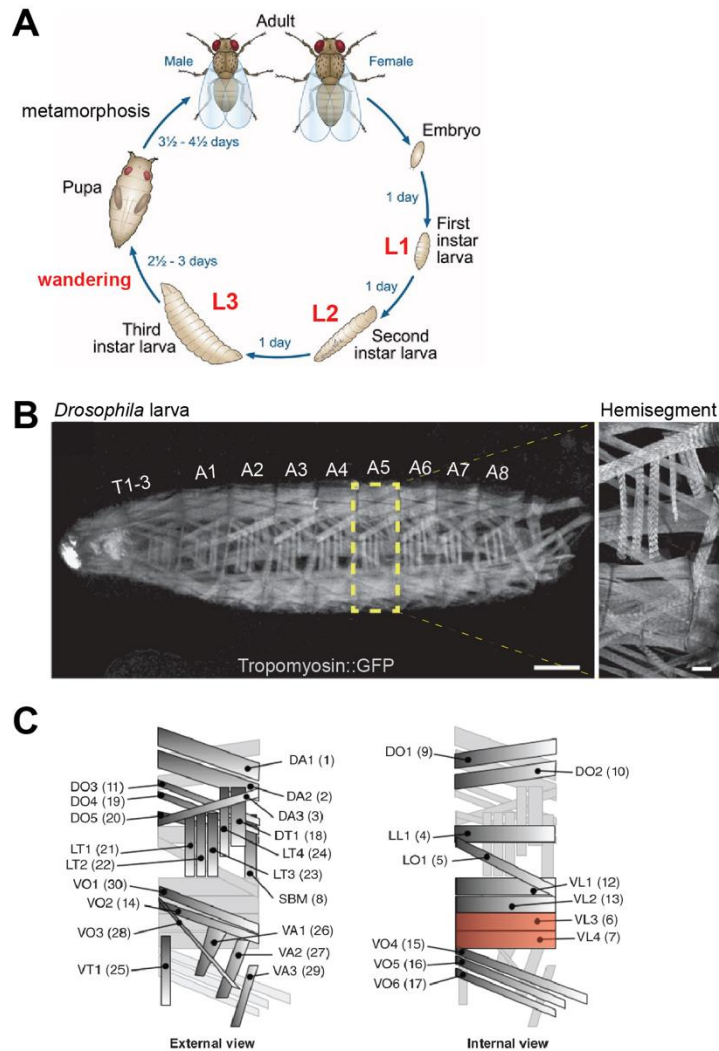 A
Adult
Male
Female
metamorphosis
3½ - 4½ days
Embryo
Pupa
1 day
First
instar
larva
L1
wandering
2½ - 3 days
L3
L2
1 day
Third
instar larva
1 day
Second
instar larva
B
Drosophila larva
Hemisegment
T1-3
A1
A2
A3
A4
A5
A6
A7
A8
Tropomyosin::GFP
C
DA1 (1)
DO3 (11)
DO4 (19)
DO5 (20)
DA2 (2)
DA3 (3)
DT1 (18)
LT1 (21)
LT2 (22)
LT4 (24)
LT3 (23)
VO1 (30)
VO2 (14)
VO3 (28)
SBM (8)
VA1 (26)
VA2 (27)
VT1 (25)
VA3 (29)
External view
DO1 (9)
DO2 (10)
LL1 (4)
LO1 (5)
VL1 (12)
VL2 (13)
VL3 (6)
VL4 (7)
VO4 (15)
VO5 (16)
VO6 (17)
Internal view